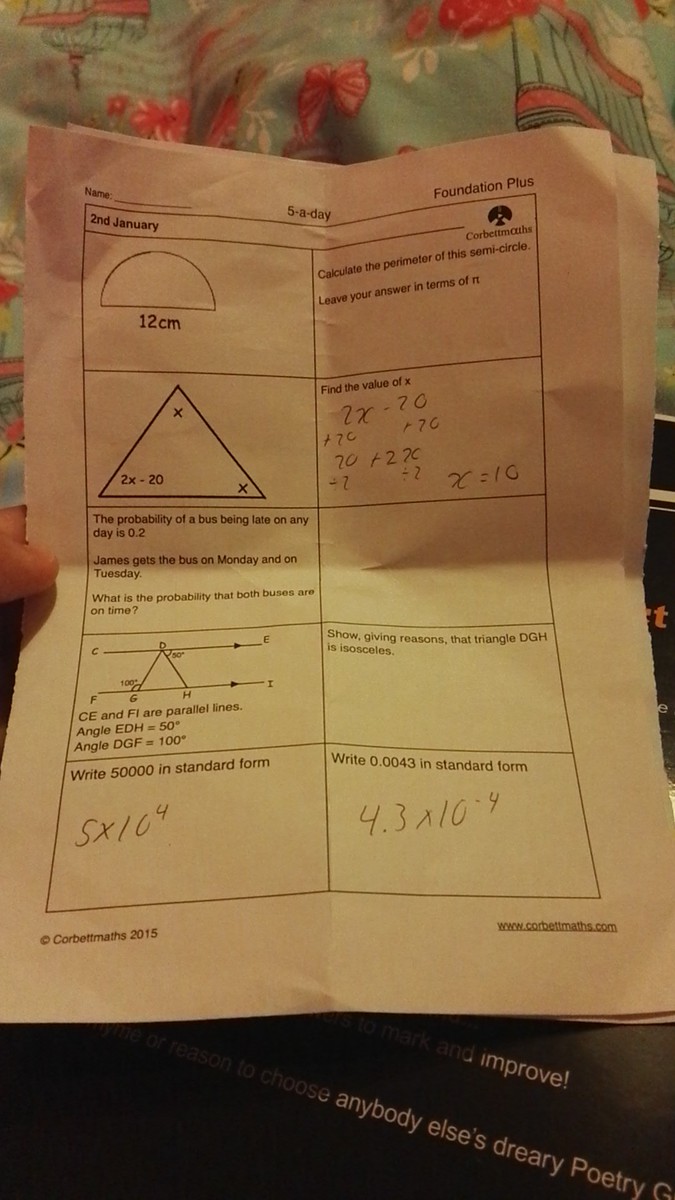 Name:
5-a-day
Foundation Plus
2nd January
Corbettmaths
12cm
Calculate the perimeter of this semi-circle.
Leave your answer in terms of π
x
2x - 20
x
Find the value of x
2x - 20
+20 +20
20 + 2x
÷2 ÷2 x = 10
The probability of a bus being late on any
day is 0.2
James gets the bus on Monday and on
Tuesday.
What is the probability that both buses are
on time?
C D E
50°
100°
F G H I
CE and FI are parallel lines.
Angle EDH = 50°
Angle DGF = 100°
Show, giving reasons, that triangle DGH
is isosceles.
Write 50000 in standard form
5x10⁴
Write 0.0043 in standard form
4.3 x10⁻⁴
© Corbettmaths 2015
www.corbettmaths.com
to mark and improve!
or reason to choose anybody else's dreary Poetry G